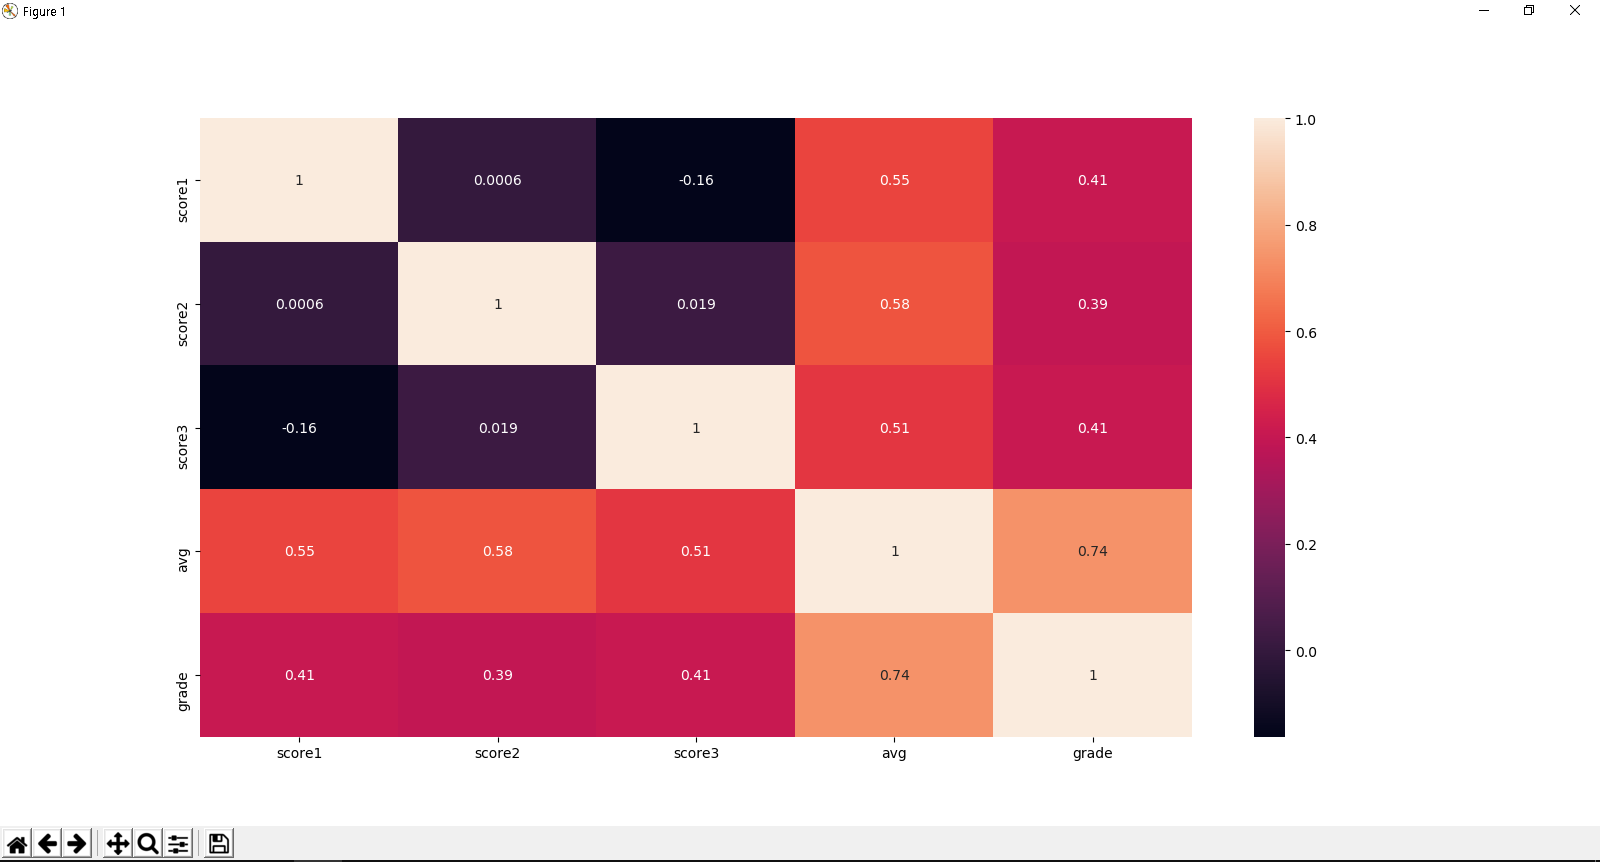 Figure 1
score1 1 0.0006 -0.16 0.55 0.41
score2 0.0006 1 0.019 0.58 0.39
score3 -0.16 0.019 1 0.51 0.41
avg 0.55 0.58 0.51 1 0.74
grade 0.41 0.39 0.41 0.74 1
score1 score2 score3 avg grade
1.0
0.8
0.6
0.4
0.2
0.0